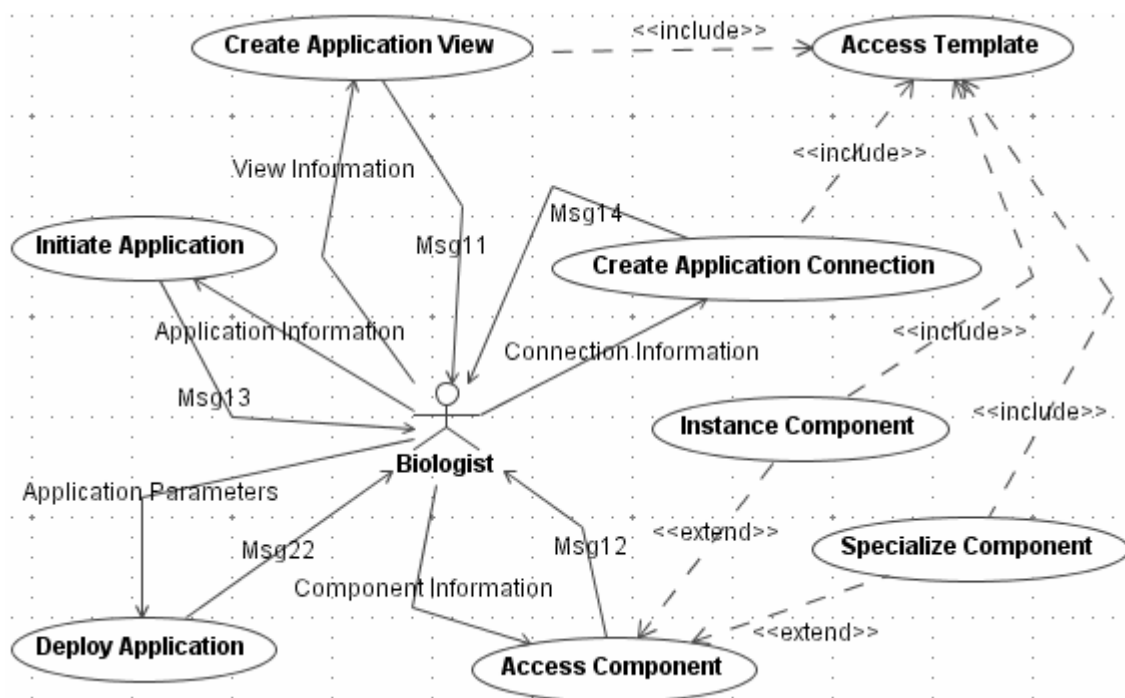 Create Application View
<<include>>
Access Template
<<include>>
View Information
Msg14
Initiate Application
Msg11
Create Application Connection
Application Information
<<include>>
Connection Information
Msg13
<<include>>
Instance Component
Biologist
Application Parameters
<<extend>>
Msg22
Msg12
Specialize Component
Component Information
<<extend>>
Deploy Application
Access Component